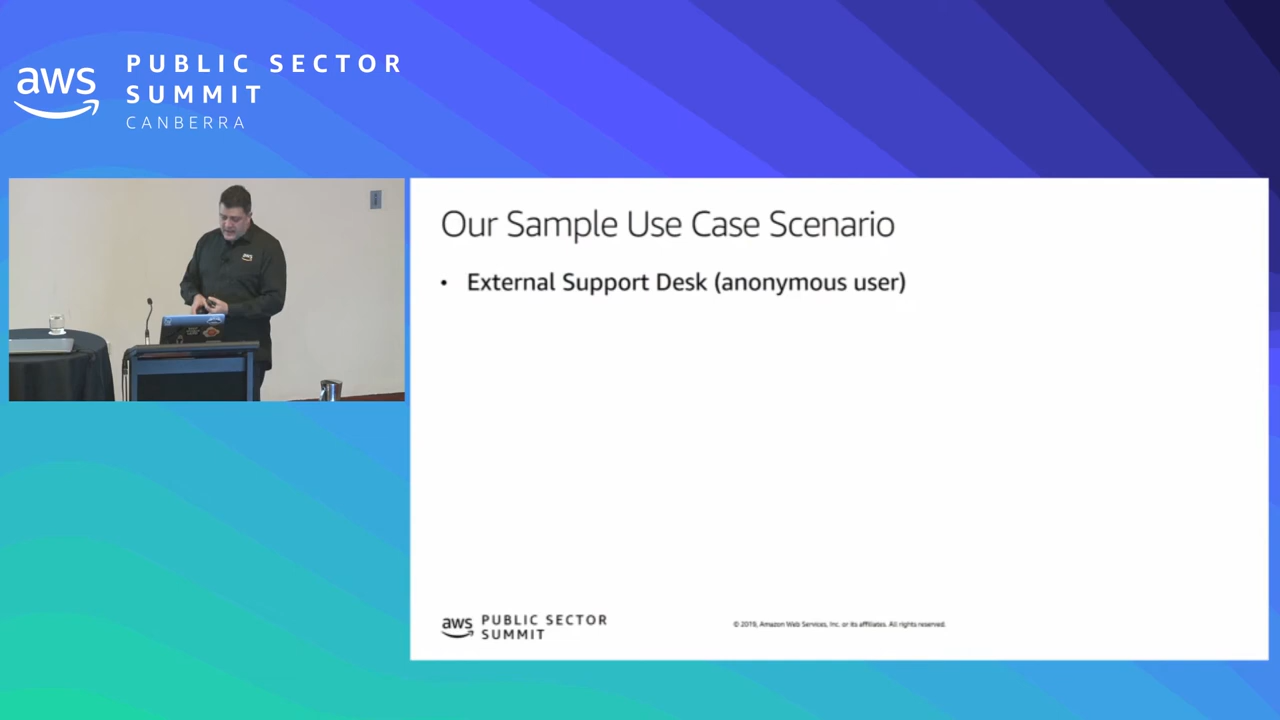 aws
PUBLIC SECTOR
SUMMIT
CANBERRA
aws
Our Sample Use Case Scenario
• External Support Desk (anonymous user)
aws
PUBLIC SECTOR
SUMMIT
© 2019, Amazon Web Services, Inc. or its affiliates. All rights reserved.